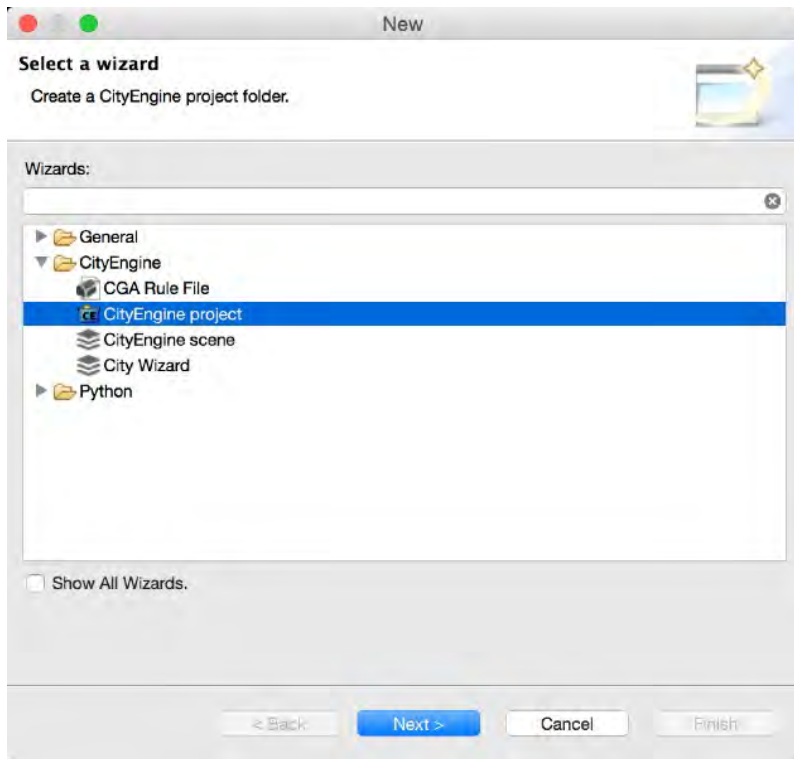 New
Select a wizard
Create a CityEngine project folder.
Wizards:
General
CityEngine
CGA Rule File
CE CityEngine project
CityEngine scene
City Wizard
Python
Show All Wizards.
< Back Next > Cancel Finish